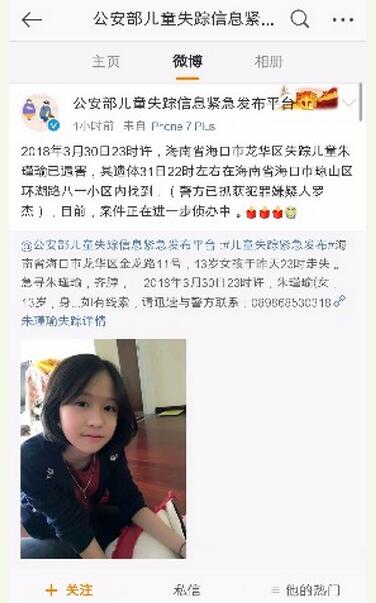 公安部儿童失踪信息紧急...
主页
微博
相册
公安部儿童失踪信息紧急发布平台
1小时前 来自 iPhone 7 Plus
2018年3月30日23时许，海南省海口市龙华区失踪儿童朱
瑾瑜已遇害，其遗体31日22时左右在海南省海口市琼山区
环湖路八一小区内找到。（警方已抓获犯罪嫌疑人罗
杰），目前，案件正在进一步侦办中。
@公安部儿童失踪信息紧急发布平台:#儿童失踪紧急发布#海
南省海口市龙华区金龙路11号，13岁女孩于昨天23时走失。
急寻朱瑾瑜，齐脖， 2018年3月30日23时许，朱瑾瑜(女，
13岁，身...如有线索，请迅速与警方联系：089868530318
朱瑾瑜失踪详情
+ 关注
私信
他的热门